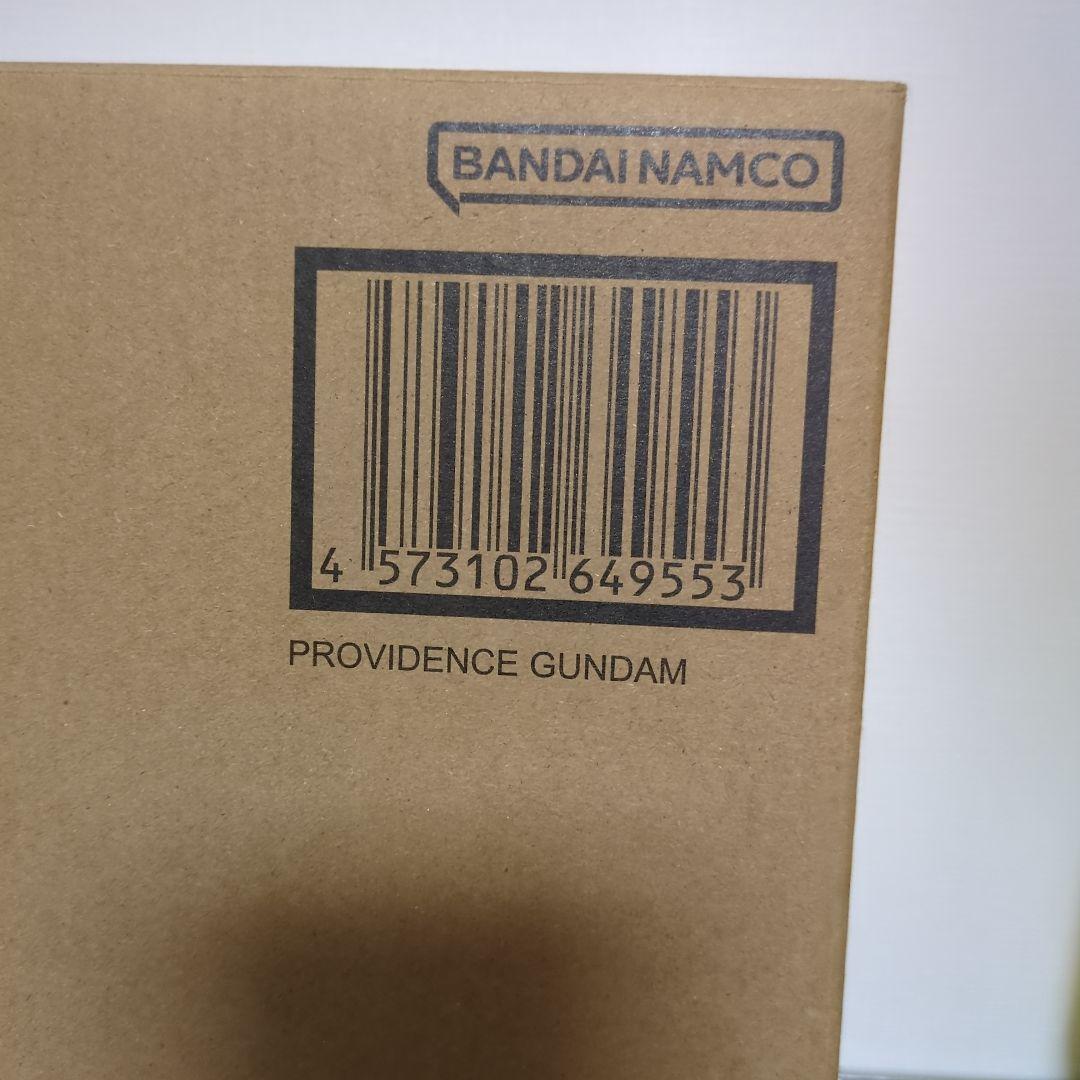 BANDAI NAMCO
4 573102 649553
PROVIDENCE GUNDAM